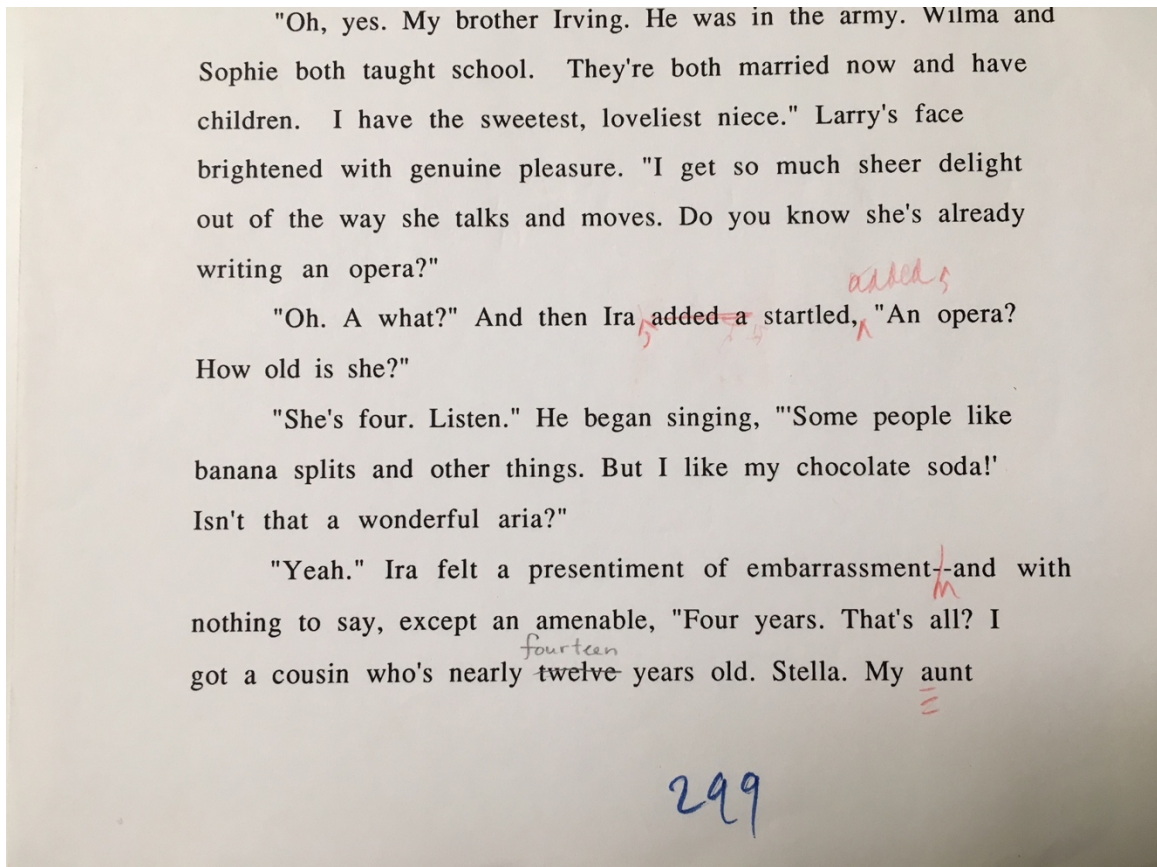 "Oh, yes. My brother Irving. He was in the army. Wilma and
Sophie both taught school. They're both married now and have
children. I have the sweetest, loveliest niece." Larry's face
brightened with genuine pleasure. "I get so much sheer delight
out of the way she talks and moves. Do you know she's already
writing an opera?"
added,
"Oh. A what?" And then Ira, added a startled, "An opera?
How old is she?"
"She's four. Listen." He began singing, "'Some people like
banana splits and other things. But I like my chocolate soda!'
Isn't that a wonderful aria?"
"Yeah." Ira felt a presentiment of embarrassment--and with
nothing to say, except an amenable, "Four years. That's all? I
fourteen
got a cousin who's nearly twelve years old. Stella. My aunt
299